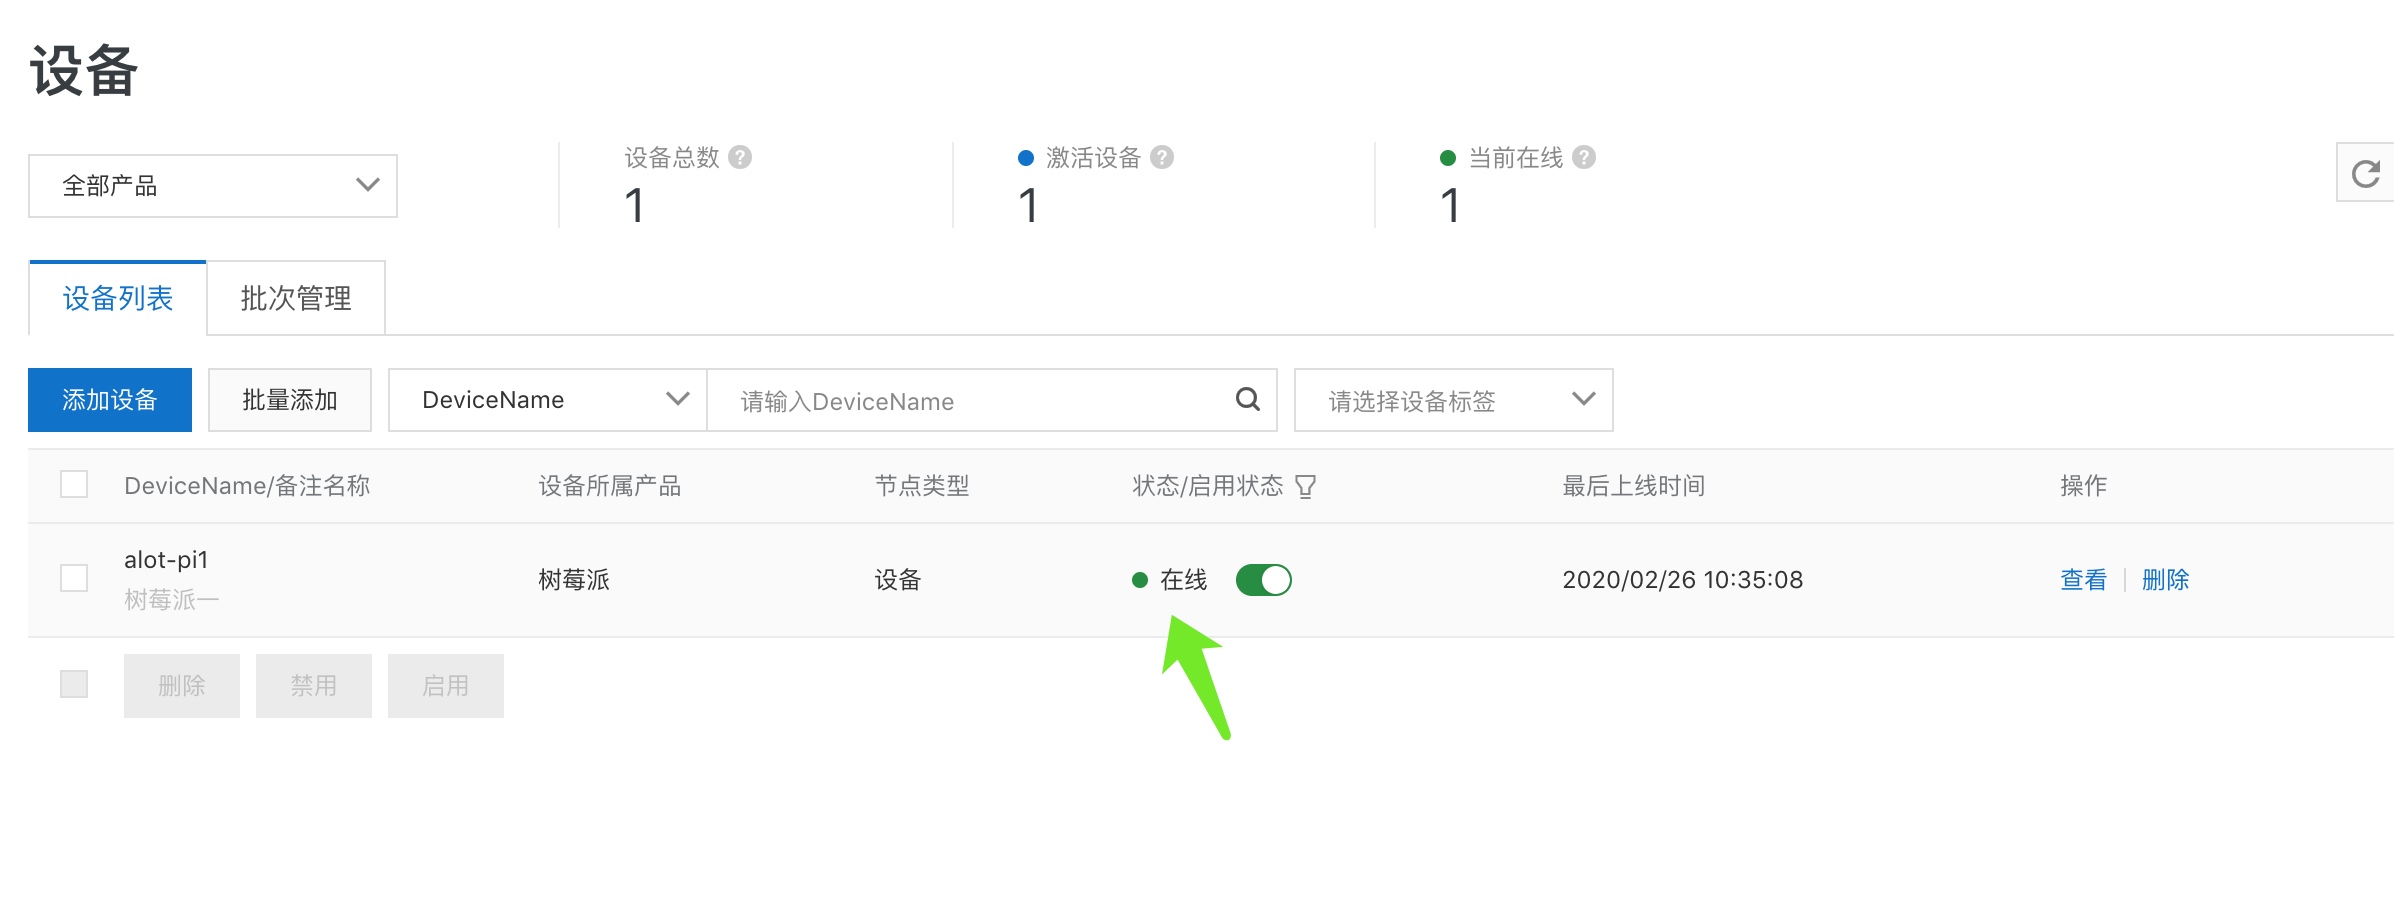 设备
全部产品
设备总数 ?
1
激活设备 ?
1
当前在线 ?
1
设备列表 批次管理
添加设备 批量添加 DeviceName 请输入DeviceName 请选择设备标签
DeviceName/备注名称 设备所属产品 节点类型 状态/启用状态 最后上线时间 操作
alot-pi1
树莓派一
树莓派 设备 在线 2020/02/26 10:35:08 查看 删除
删除 禁用 启用